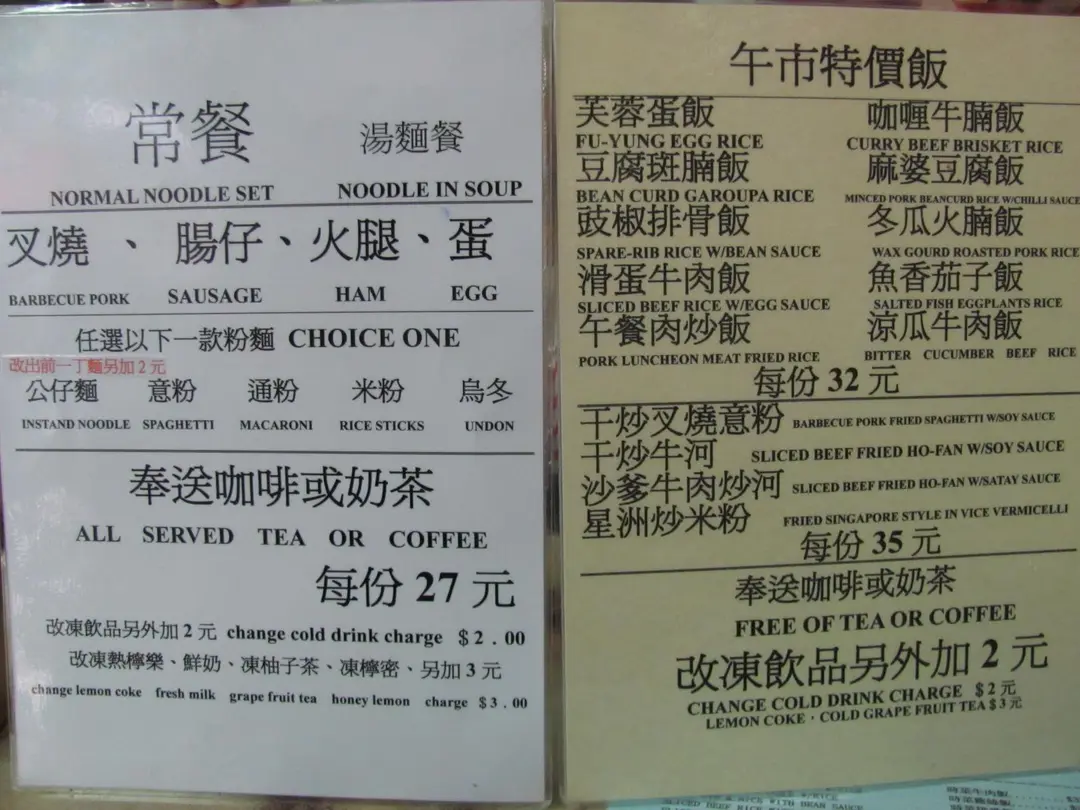 常餐 湯麵餐
NORMAL NOODLE SET NOODLE IN SOUP
叉燒、腸仔、火腿、蛋
BARBECUE PORK SAUSAGE HAM EGG
任選以下一款粉麵 CHOICE ONE
改出前一丁麵另加2元
公仔麵 意粉 通粉 米粉 烏冬
INSTAND NOODLE SPAGHETTI MACARONI RICE STICKS UNDON
奉送咖啡或奶茶
ALL SERVED TEA OR COFFEE
每份 27 元
改凍飲品另外加 2 元 change cold drink charge $2.00
改凍熱檸樂、鮮奶、凍柚子茶、凍檸密、另加 3 元
change lemon coke fresh milk grape fruit tea honey lemon charge $3.00
午市特價飯
芙蓉蛋飯 咖喱牛腩飯
FU-YUNG EGG RICE CURRY BEEF BRISKET RICE
豆腐斑腩飯 麻婆豆腐飯
BEAN CURD GAROUPA RICE MINCED PORK BEANCURD RICE W/CHILLI SAUCE
豉椒排骨飯 冬瓜火腩飯
SPARE-RIB RICE W/BEAN SAUCE WAX GOURD ROASTED PORK RICE
滑蛋牛肉飯 魚香茄子飯
SLICED BEEF RICE W/EGG SAUCE SALTED FISH EGGPLANTS RICE
午餐肉炒飯 涼瓜牛肉飯
PORK LUNCHEON MEAT FRIED RICE BITTER CUCUMBER BEEF RICE
每份 32 元
干炒叉燒意粉 BARBECUE PORK FRIED SPAGHETTI W/SOY SAUCE
干炒牛河 SLICED BEEF FRIED HO-FAN W/SOY SAUCE
沙爹牛肉炒河 SLICED BEEF FRIED HO-FAN W/SATAY SAUCE
星洲炒米粉 FRIED SINGAPORE STYLE IN VICE VERMICELLI
每份 35 元
奉送咖啡或奶茶
FREE OF TEA OR COFFEE
改凍飲品另外加 2 元
CHANGE COLD DRINK CHARGE $2元
LEMON COKE，COLD GRAPE FRUIT TEA $3元